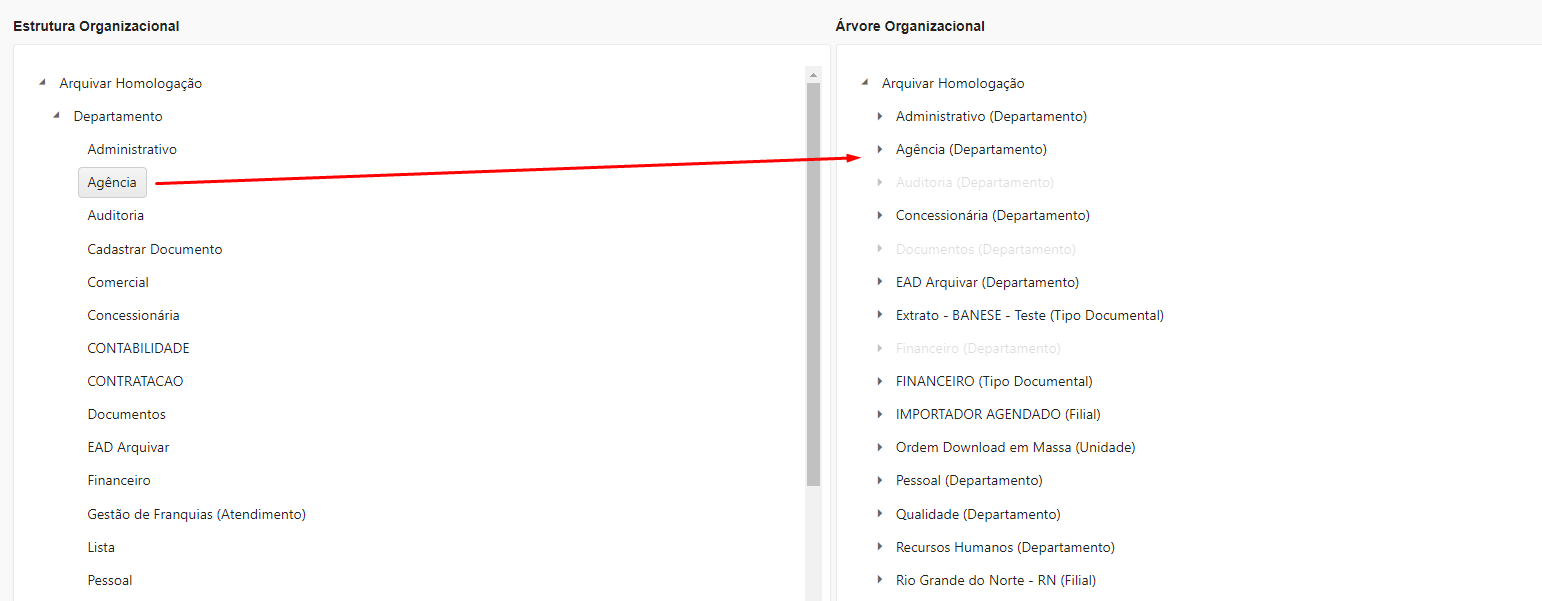 Estrutura Organizacional
Arquivar Homologação
Departamento
Administrativo
Agência
Auditoria
Cadastrar Documento
Comercial
Concessionária
CONTABILIDADE
CONTRATACAO
Documentos
EAD Arquivar
Financeiro
Gestão de Franquias (Atendimento)
Lista
Pessoal
Árvore Organizacional
Arquivar Homologação
Administrativo (Departamento)
Agência (Departamento)
Auditoria (Departamento)
Concessionária (Departamento)
Documentos (Departamento)
EAD Arquivar (Departamento)
Extrato - BANESE - Teste (Tipo Documental)
Financeiro (Departamento)
FINANCEIRO (Tipo Documental)
IMPORTADOR AGENDADO (Filial)
Ordem Download em Massa (Unidade)
Pessoal (Departamento)
Qualidade (Departamento)
Recursos Humanos (Departamento)
Rio Grande do Norte - RN (Filial)